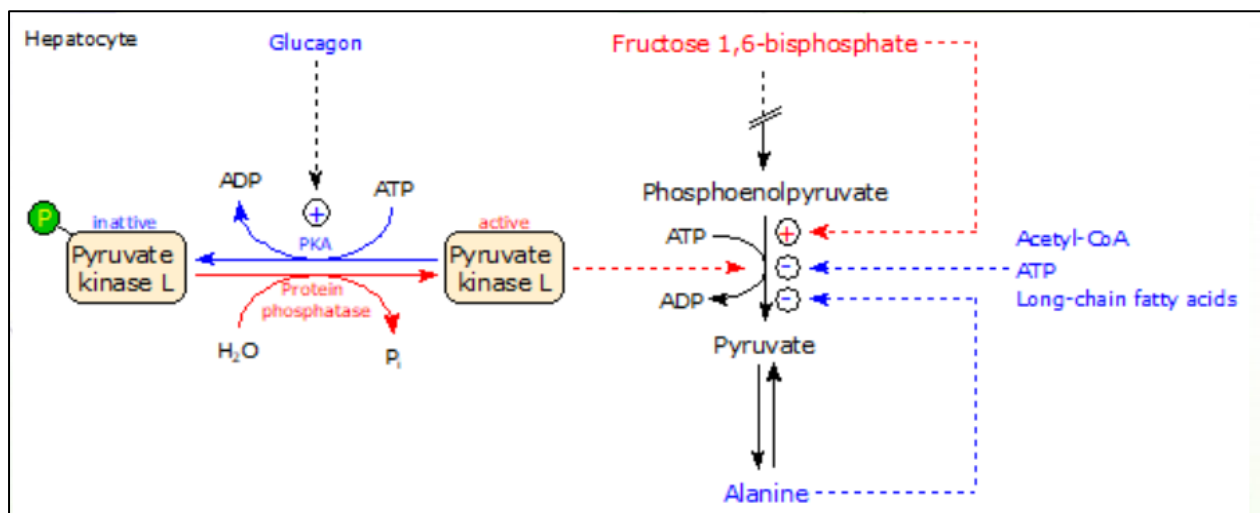 Hepatocyte
Glucagon
Fructose 1,6-bisphosphate
ADP
ATP
+
P
inattive
PKA
active
Pyruvate
kinase L
Pyruvate
kinase L
Protein
phosphatase
H₂O
Pᵢ
Phosphoenolpyruvate
ATP
+
Acetyl-CoA
-
ATP
ADP
-
Long-chain fatty acids
Pyruvate
Alanine